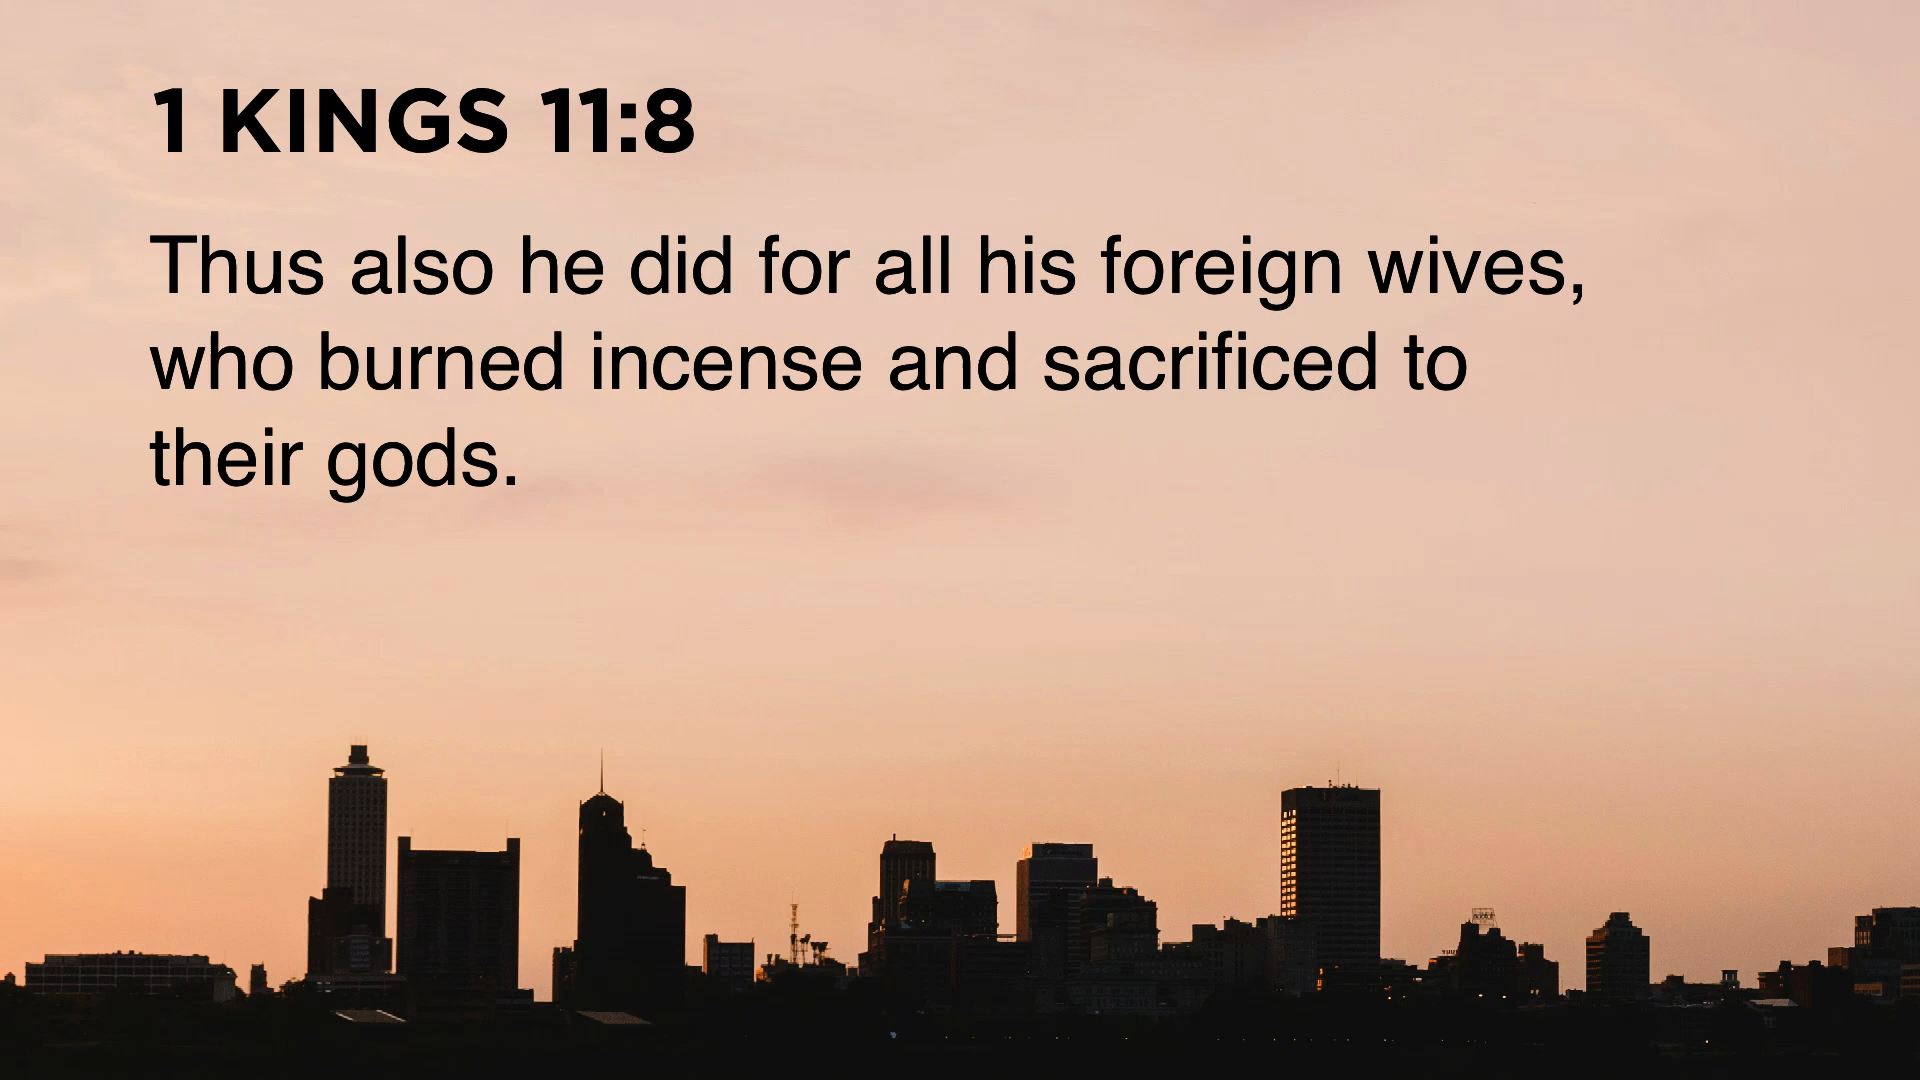 1 KINGS 11:8
Thus also he did for all his foreign wives,
who burned incense and sacrificed to
their gods.